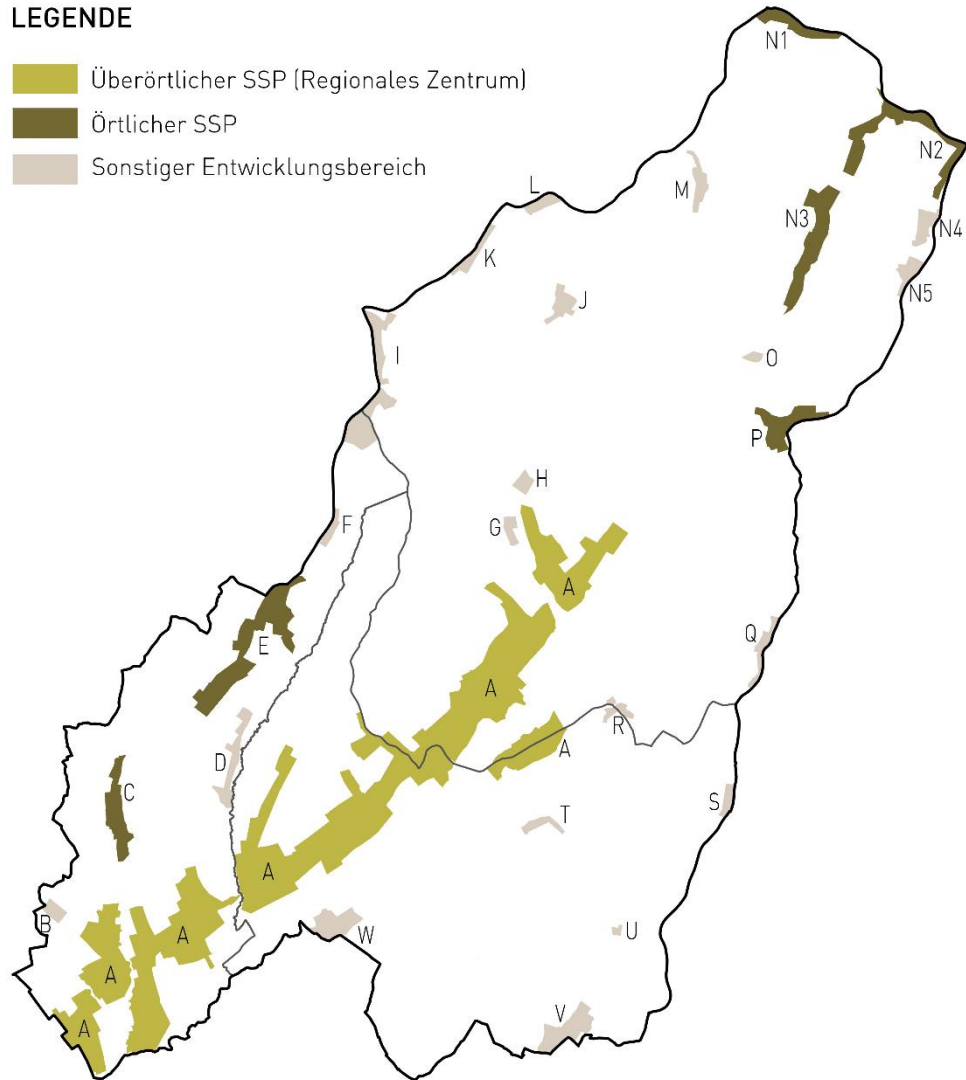 LEGENDE
Überörtlicher SSP (Regionales Zentrum)
Örtlicher SSP
Sonstiger Entwicklungsbereich
N1
N2
L
M
N3
N4
K
N5
J
I
O
P
H
G
F
A
E
Q
A
R
A
D
C
S
T
A
B
W
A
U
A
V
A